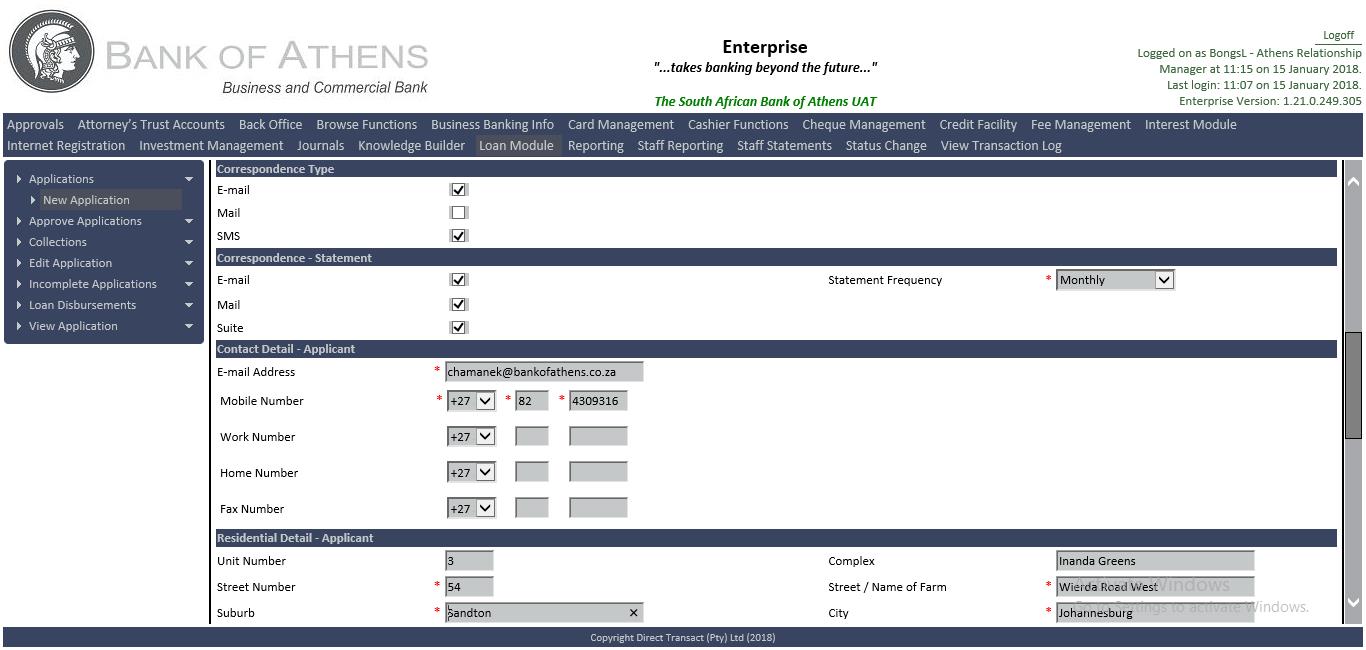 BANK OF ATHENS
Business and Commercial Bank
Enterprise
"...takes banking beyond the future..."
The South African Bank of Athens UAT
Logoff
Logged on as BongsL - Athens Relationship
Manager at 11:15 on 15 January 2018.
Last login: 11:07 on 15 January 2018.
Enterprise Version: 1.21.0.249.305
Approvals Attorney's Trust Accounts Back Office Browse Functions Business Banking Info Card Management Cashier Functions Cheque Management Credit Facility Fee Management Interest Module
Internet Registration Investment Management Journals Knowledge Builder Loan Module Reporting Staff Reporting Staff Statements Status Change View Transaction Log
Applications
New Application
Approve Applications
Collections
Edit Application
Incomplete Applications
Loan Disbursements
View Application
Correspondence Type
E-mail
Mail
SMS
Correspondence - Statement
E-mail Statement Frequency * Monthly
Mail
Suite
Contact Detail - Applicant
E-mail Address * chamanek@bankofathens.co.za
Mobile Number * +27 * 82 * 4309316
Work Number +27
Home Number +27
Fax Number +27
Residential Detail - Applicant
Unit Number 3 Complex Inanda Greens
Street Number * 54 Street / Name of Farm * Wierda Road West
Activate Windows
Suburb * Sandton City * Johannesburg
Go to Settings to activate Windows.
Copyright Direct Transact (Pty) Ltd (2018)